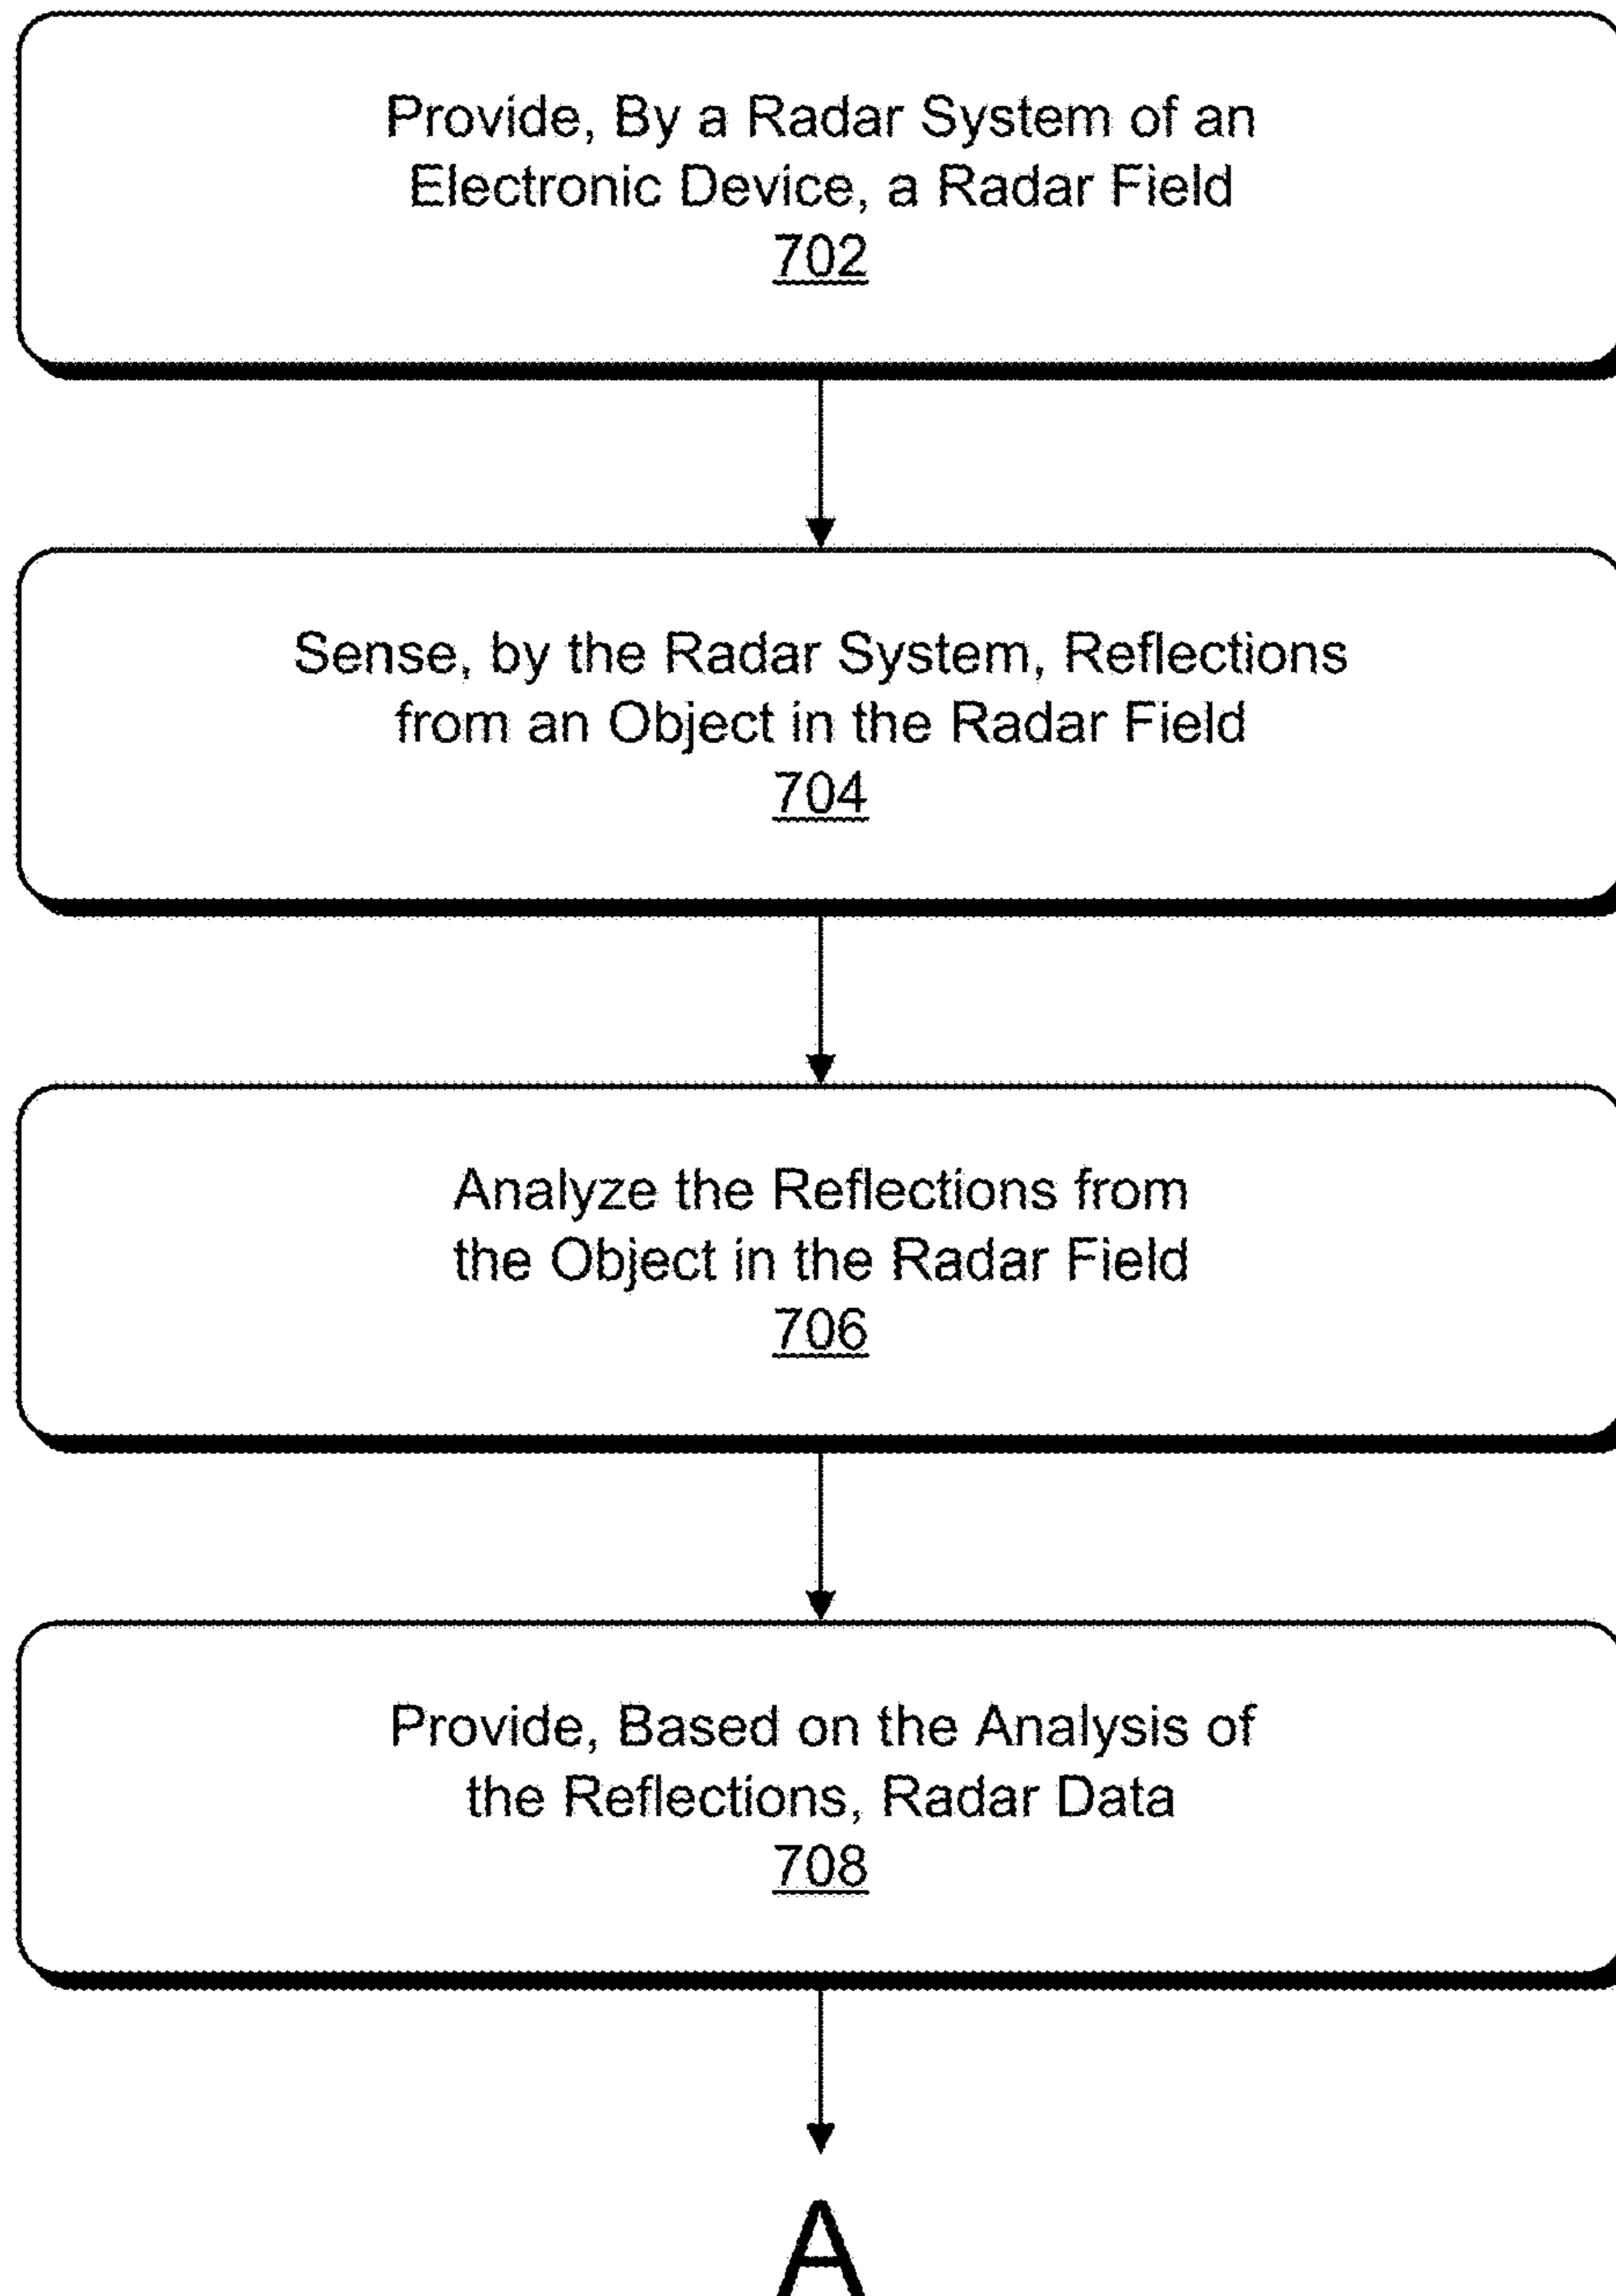 Provide, By a Radar System of an
Electronic Device, a Radar Field
702
Sense, by the Radar System, Reflections
from an Object in the Radar Field
704
Analyze the Reflections from
the Object in the Radar Field
706
Provide, Based on the Analysis of
the Reflections, Radar Data
708
A